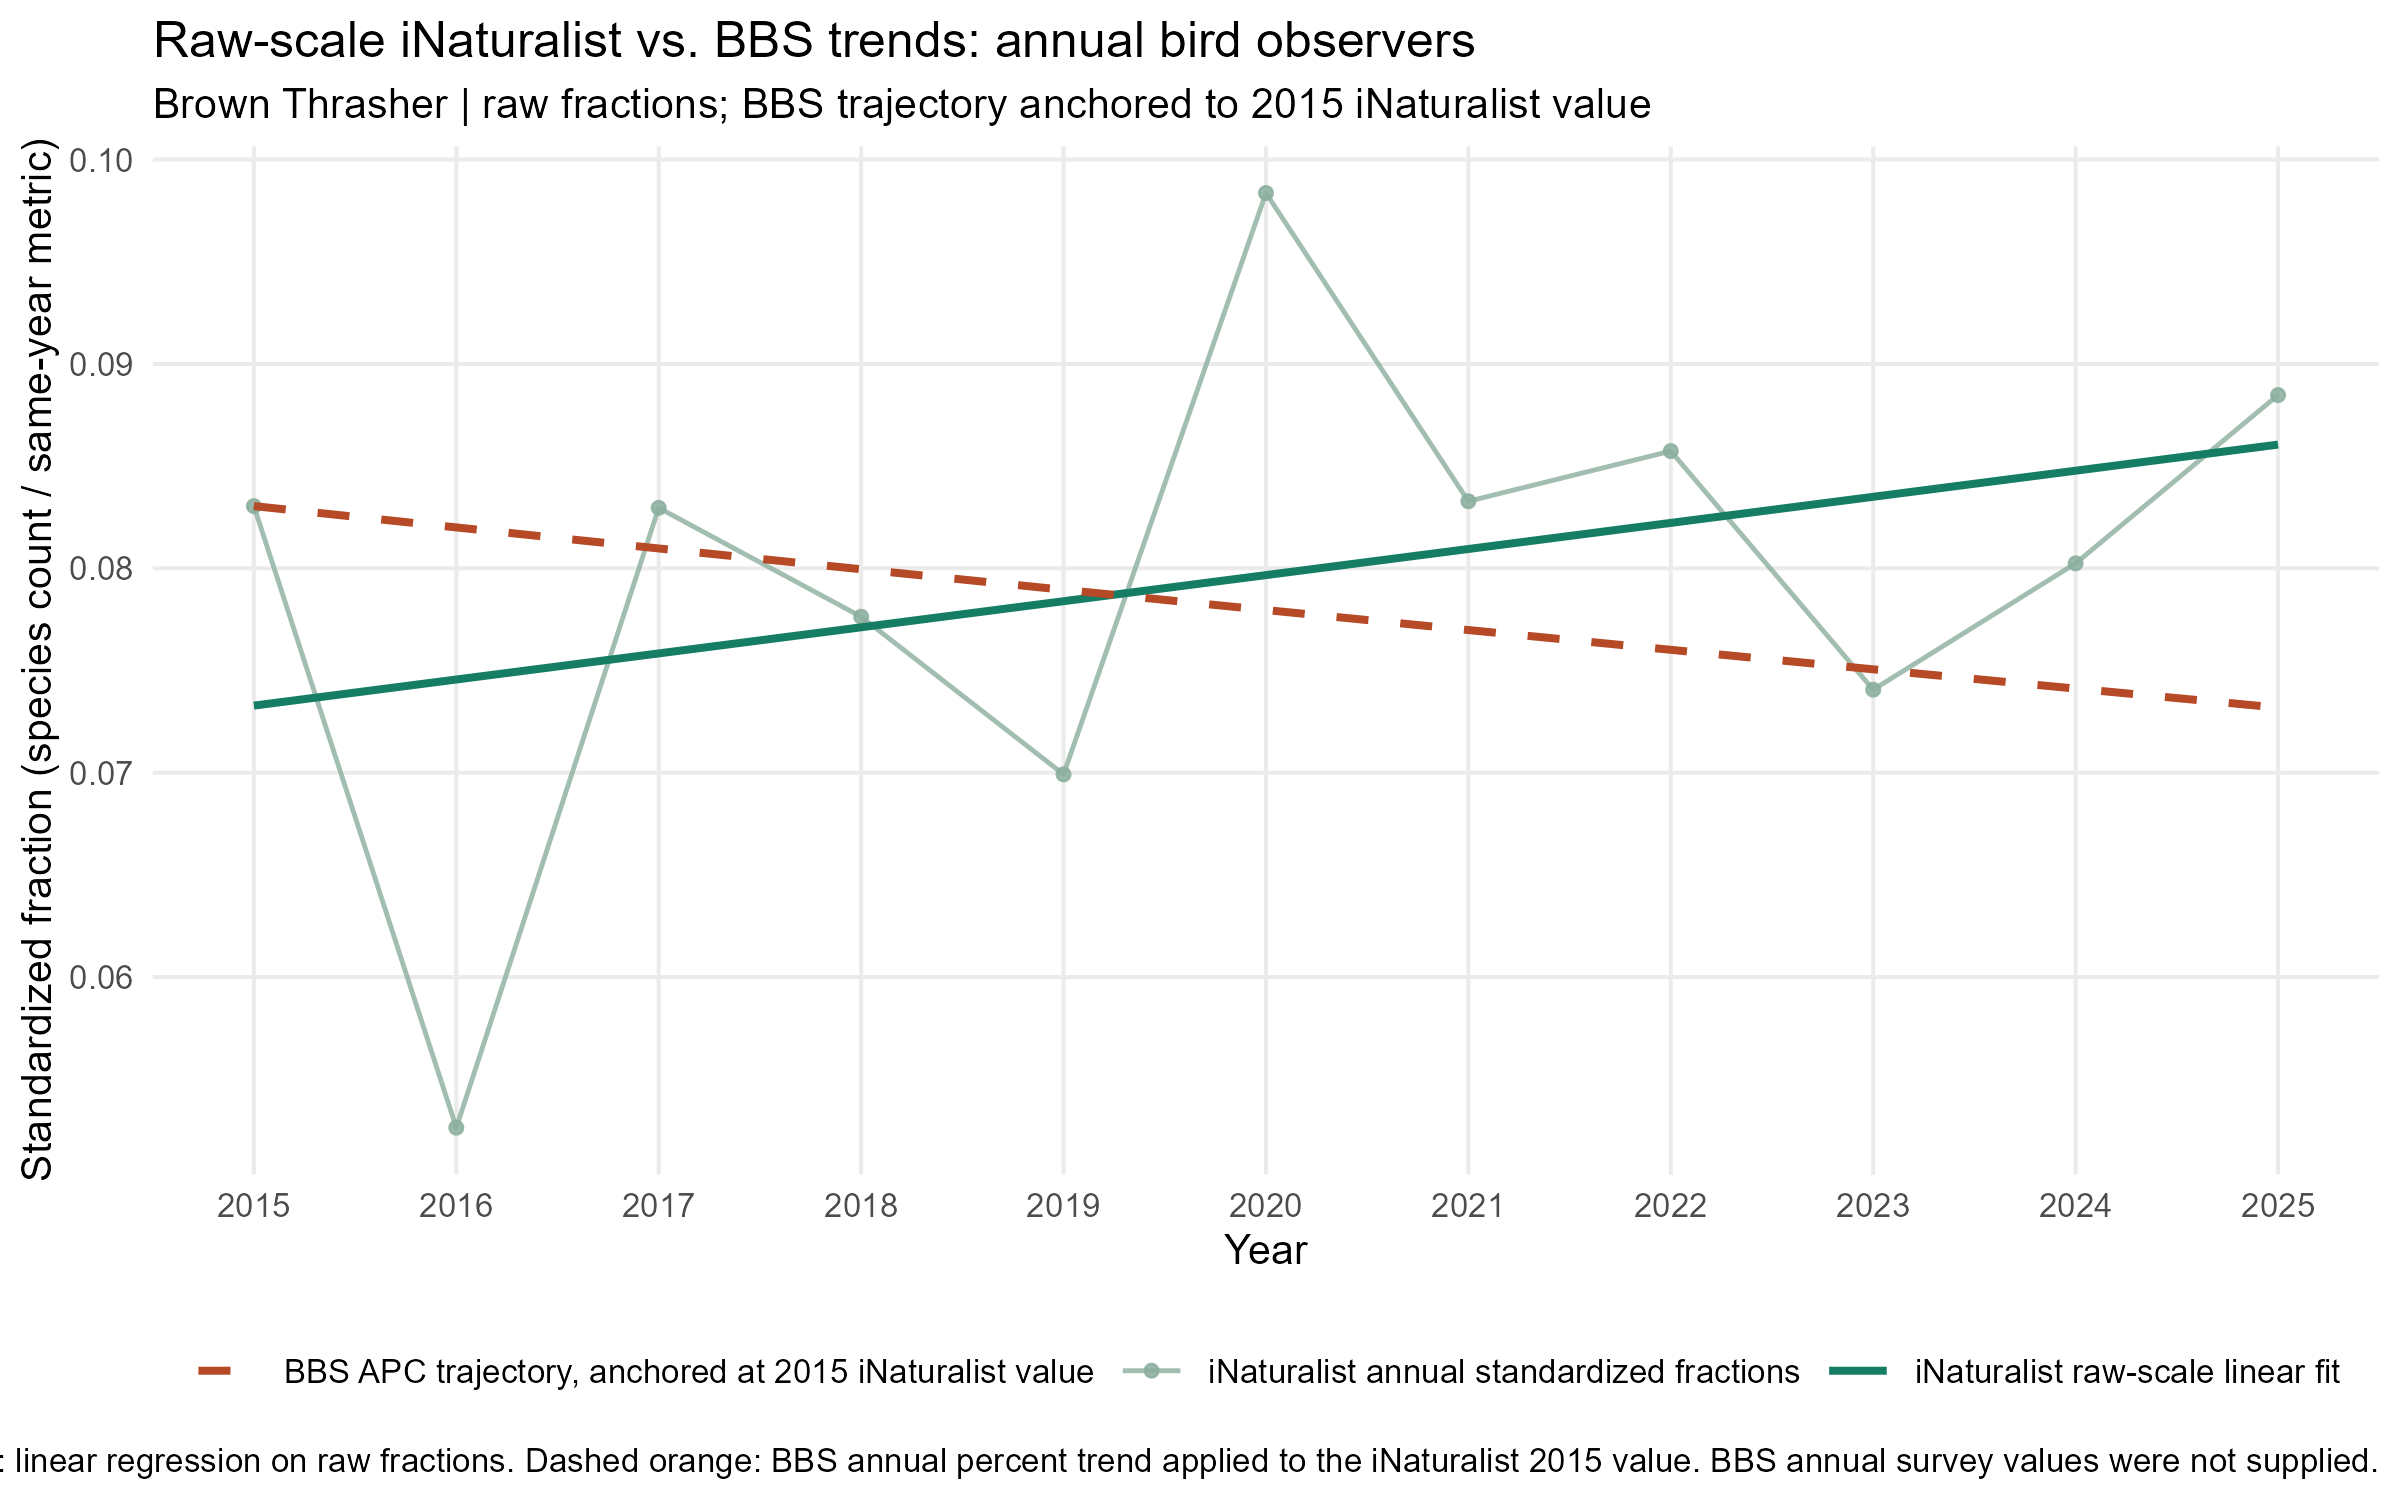 Raw-scale iNaturalist vs. BBS trends: annual bird observers
Brown Thrasher | raw fractions; BBS trajectory anchored to 2015 iNaturalist value
Standardized fraction (species count / same-year metric)
0.10
0.09
0.08
0.07
0.06
2015 2016 2017 2018 2019 2020 2021 2022 2023 2024 2025
Year
BBS APC trajectory, anchored at 2015 iNaturalist value iNaturalist annual standardized fractions iNaturalist raw-scale linear fit
: linear regression on raw fractions. Dashed orange: BBS annual percent trend applied to the iNaturalist 2015 value. BBS annual survey values were not supplied.